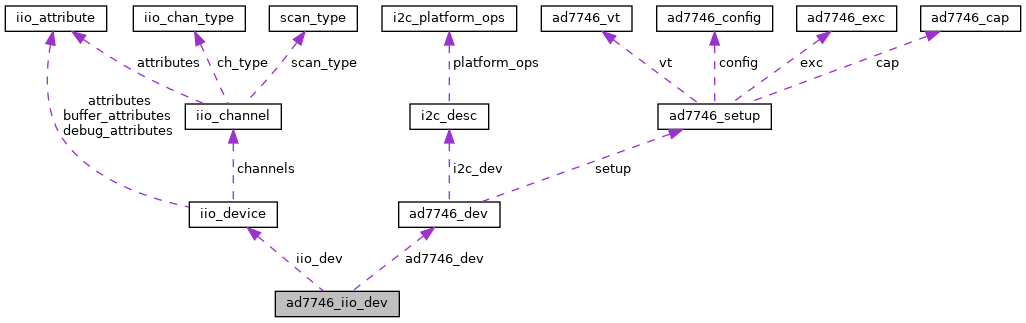 iio_attribute
iio_chan_type
scan_type
i2c_platform_ops
ad7746_vt
ad7746_config
ad7746_exc
ad7746_cap
attributes
ch_type
scan_type
platform_ops
vt
config
exc
cap
attributes
buffer_attributes
debug_attributes
iio_channel
i2c_desc
ad7746_setup
channels
i2c_dev
setup
iio_device
ad7746_dev
iio_dev
ad7746_dev
ad7746_iio_dev